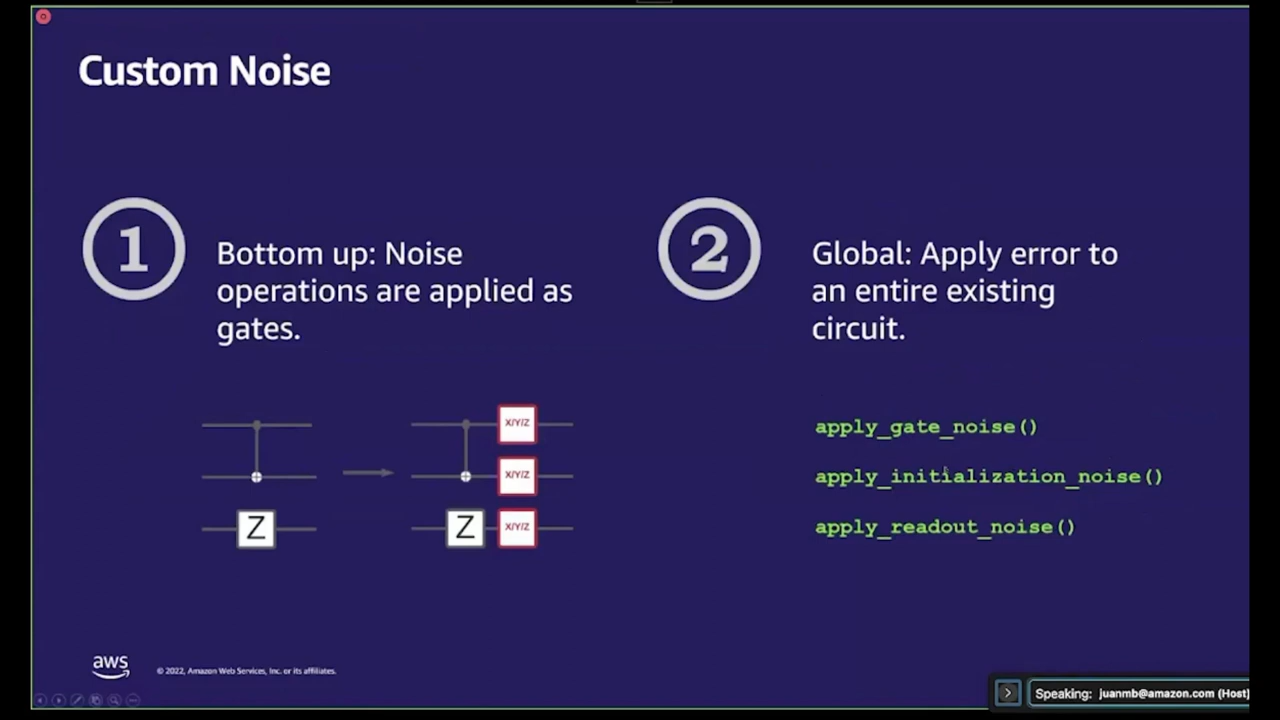 Custom Noise
1
Bottom up: Noise
operations are applied as
gates.
2
Global: Apply error to
an entire existing
circuit.
X/Y/Z
X/Y/Z
Z
Z
X/Y/Z
apply_gate_noise()
apply_initialization_noise()
apply_readout_noise()
aws
© 2022, Amazon Web Services, Inc. or its affiliates.
Speaking: juanmb@amazon.com (Host)